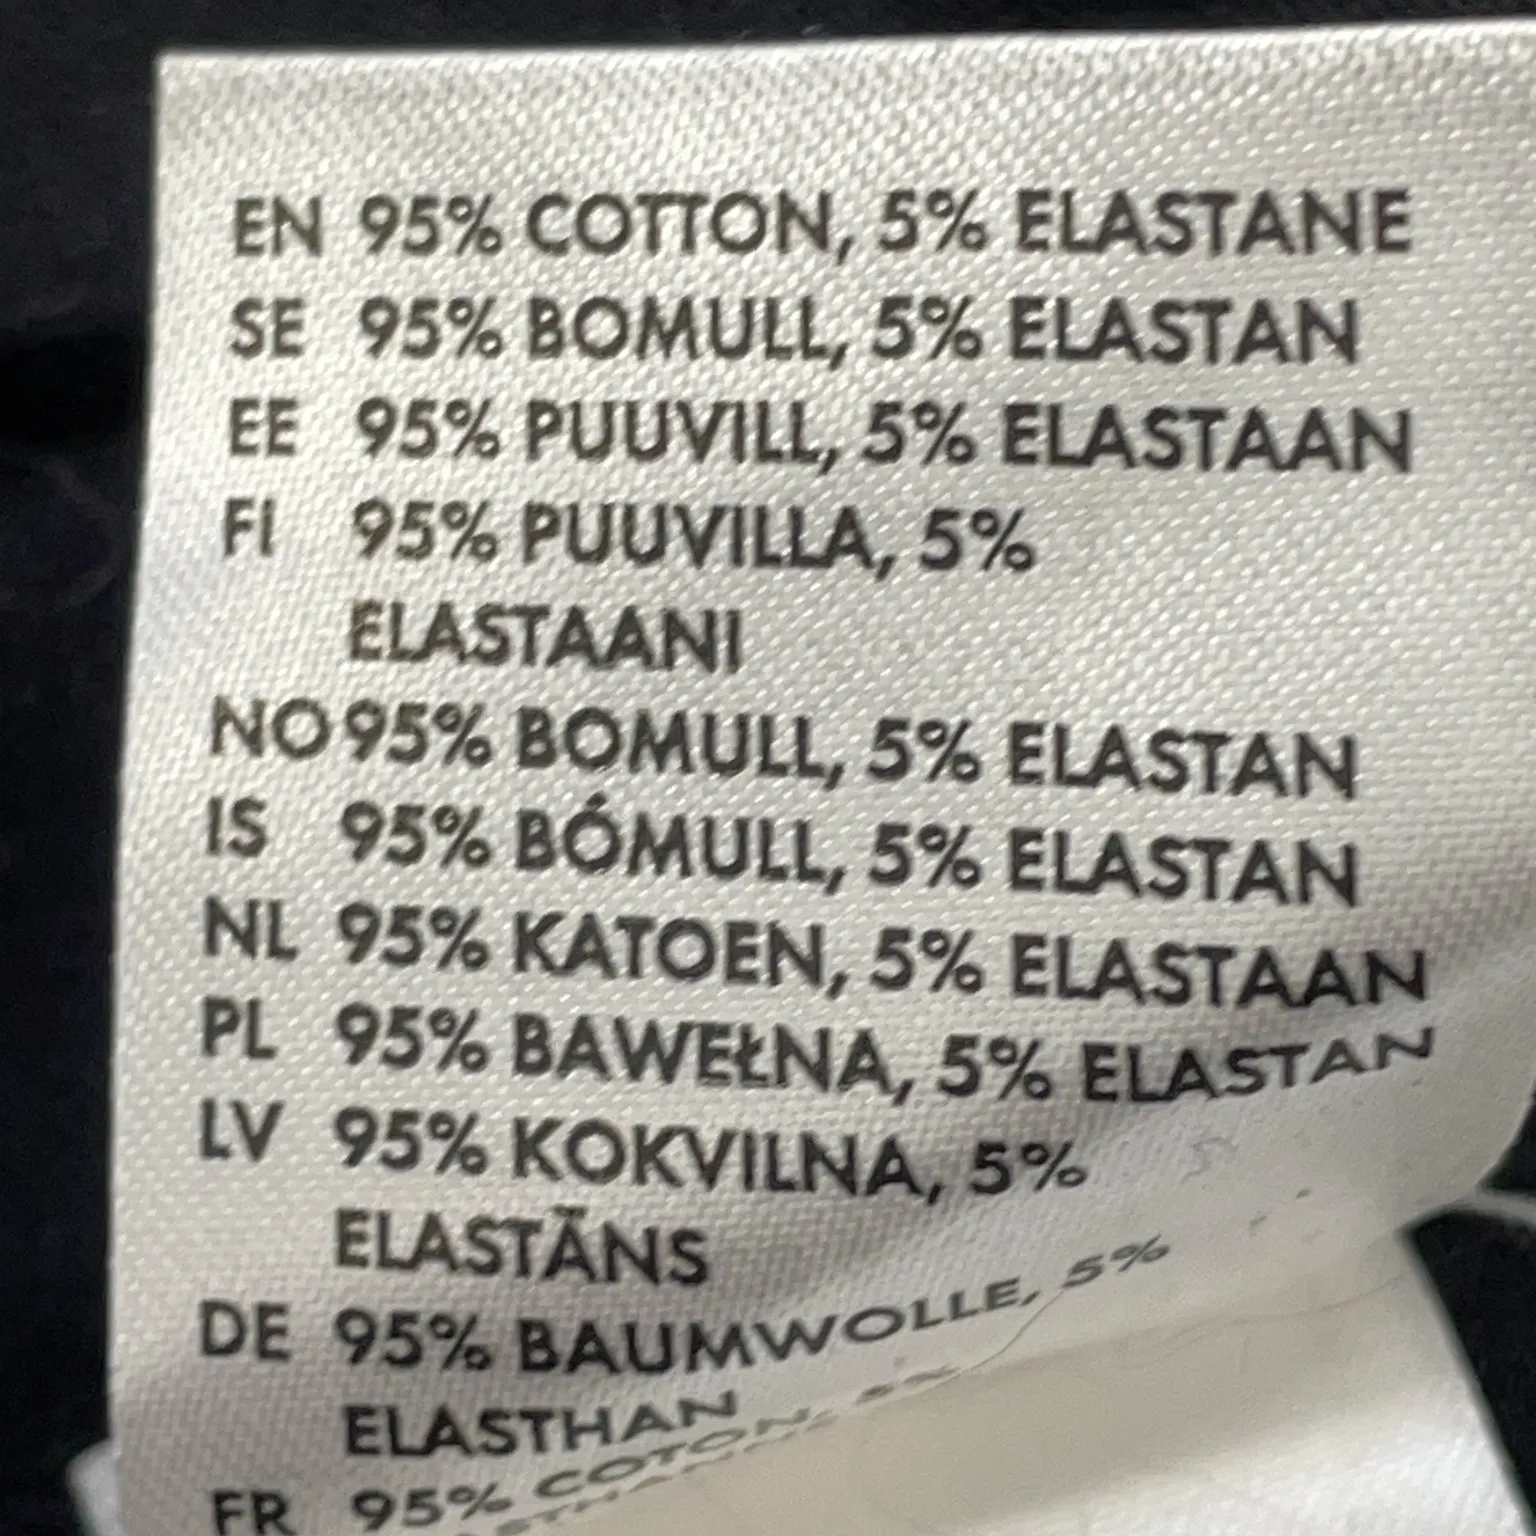 EN 95% COTTON, 5% ELASTANE
SE 95% BOMULL, 5% ELASTAN
EE 95% PUUVILL, 5% ELASTAAN
FI 95% PUUVILLA, 5%
ELASTAANI
NO 95% BOMULL, 5% ELASTAN
IS 95% BÓMULL, 5% ELASTAN
NL 95% KATOEN, 5% ELASTAAN
PL 95% BAWEŁNA, 5% ELASTAN
LV 95% KOKVILNA, 5%
ELASTĀNS
DE 95% BAUMWOLLE, 5%
ELASTHAN
FR 95% COTON, 5%